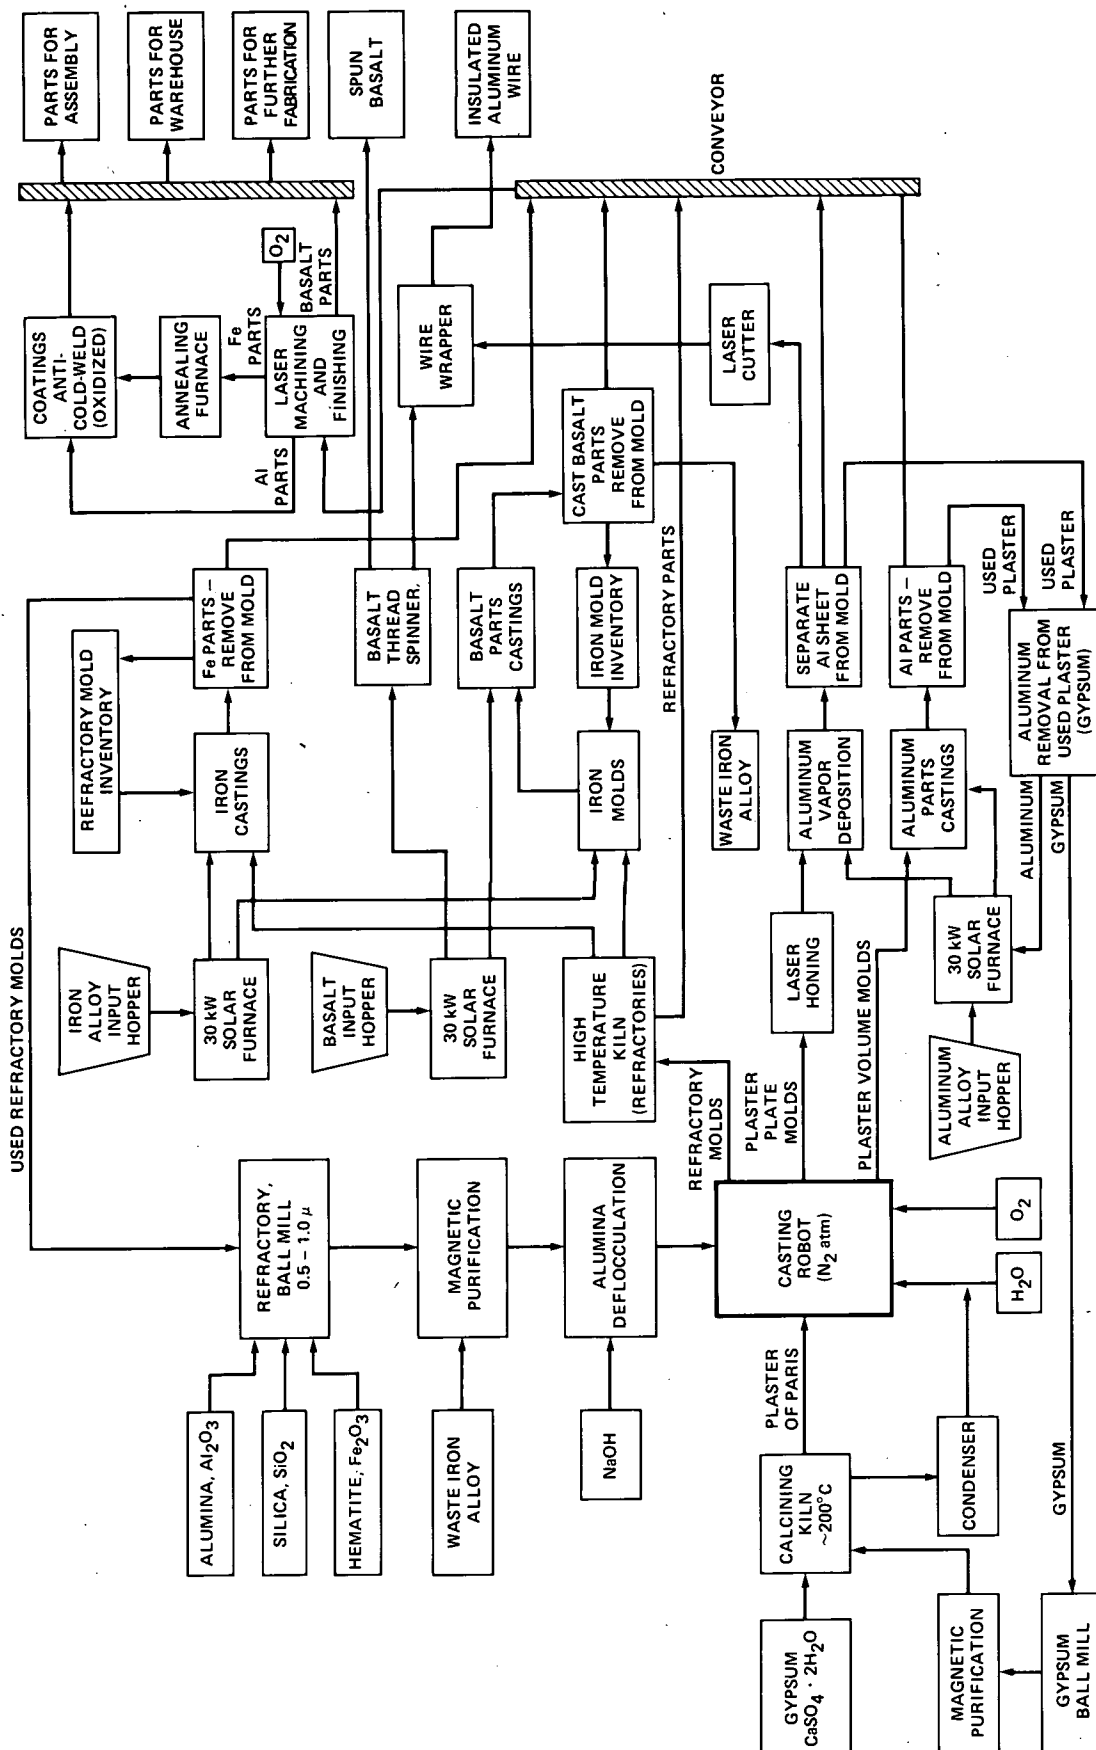 ALUMINA, Al2O3
SILICA, SiO2
HEMATITE, Fe2O3
WASTE IRON
ALLOY
NaOH
GYPSUM
CaSO4 · 2H2O
MAGNETIC
PURIFICATION
GYPSUM
BALL MILL
CALCINING
KILN
~200°C
CONDENSER
GYPSUM
PLASTER
OF PARIS
USED REFRACTORY MOLDS
REFRACTORY,
BALL MILL
0.5 – 1.0 μ
MAGNETIC
PURIFICATION
ALUMINA
DEFLOCCULATION
CASTING
ROBOT
(N2 atm)
H2O
O2
REFRACTORY
MOLDS
PLASTER
PLATE
MOLDS
PLASTER VOLUME MOLDS
IRON
ALLOY
INPUT
HOPPER
30 kW
SOLAR
FURNACE
BASALT
INPUT
HOPPER
30 kW
SOLAR
FURNACE
HIGH
TEMPERATURE
KILN
(REFRACTORIES)
LASER
HONING
ALUMINUM
ALLOY
INPUT
HOPPER
30 kW
SOLAR
FURNACE
ALUMINUM
GYPSUM
REFRACTORY MOLD
INVENTORY
IRON
CASTINGS
IRON
MOLDS
WASTE IRON
ALLOY
ALUMINUM
VAPOR
DEPOSITION
ALUMINUM
PARTS
CASTINGS
ALUMINUM
REMOVAL FROM
USED PLASTER
(GYPSUM)
Fe PARTS –
REMOVE
FROM MOLD
BASALT
THREAD
SPINNER,
BASALT
PARTS
CASTINGS
IRON MOLD
INVENTORY
REFRACTORY PARTS
SEPARATE
Al SHEET
FROM MOLD
Al PARTS –
REMOVE
FROM MOLD
USED
PLASTER
USED
PLASTER
CAST BASALT
PARTS
REMOVE
FROM MOLD
Al
PARTS
COATINGS
ANTI-
COLD-WELD
(OXIDIZED)
ANNEALING
FURNACE
Fe
PARTS
LASER
MACHINING
AND
FINISHING
O2
BASALT
PARTS
WIRE
WRAPPER
LASER
CUTTER
CONVEYOR
PARTS FOR
ASSEMBLY
PARTS FOR
WAREHOUSE
PARTS FOR
FURTHER
FABRICATION
SPUN
BASALT
INSULATED
ALUMINUM
WIRE